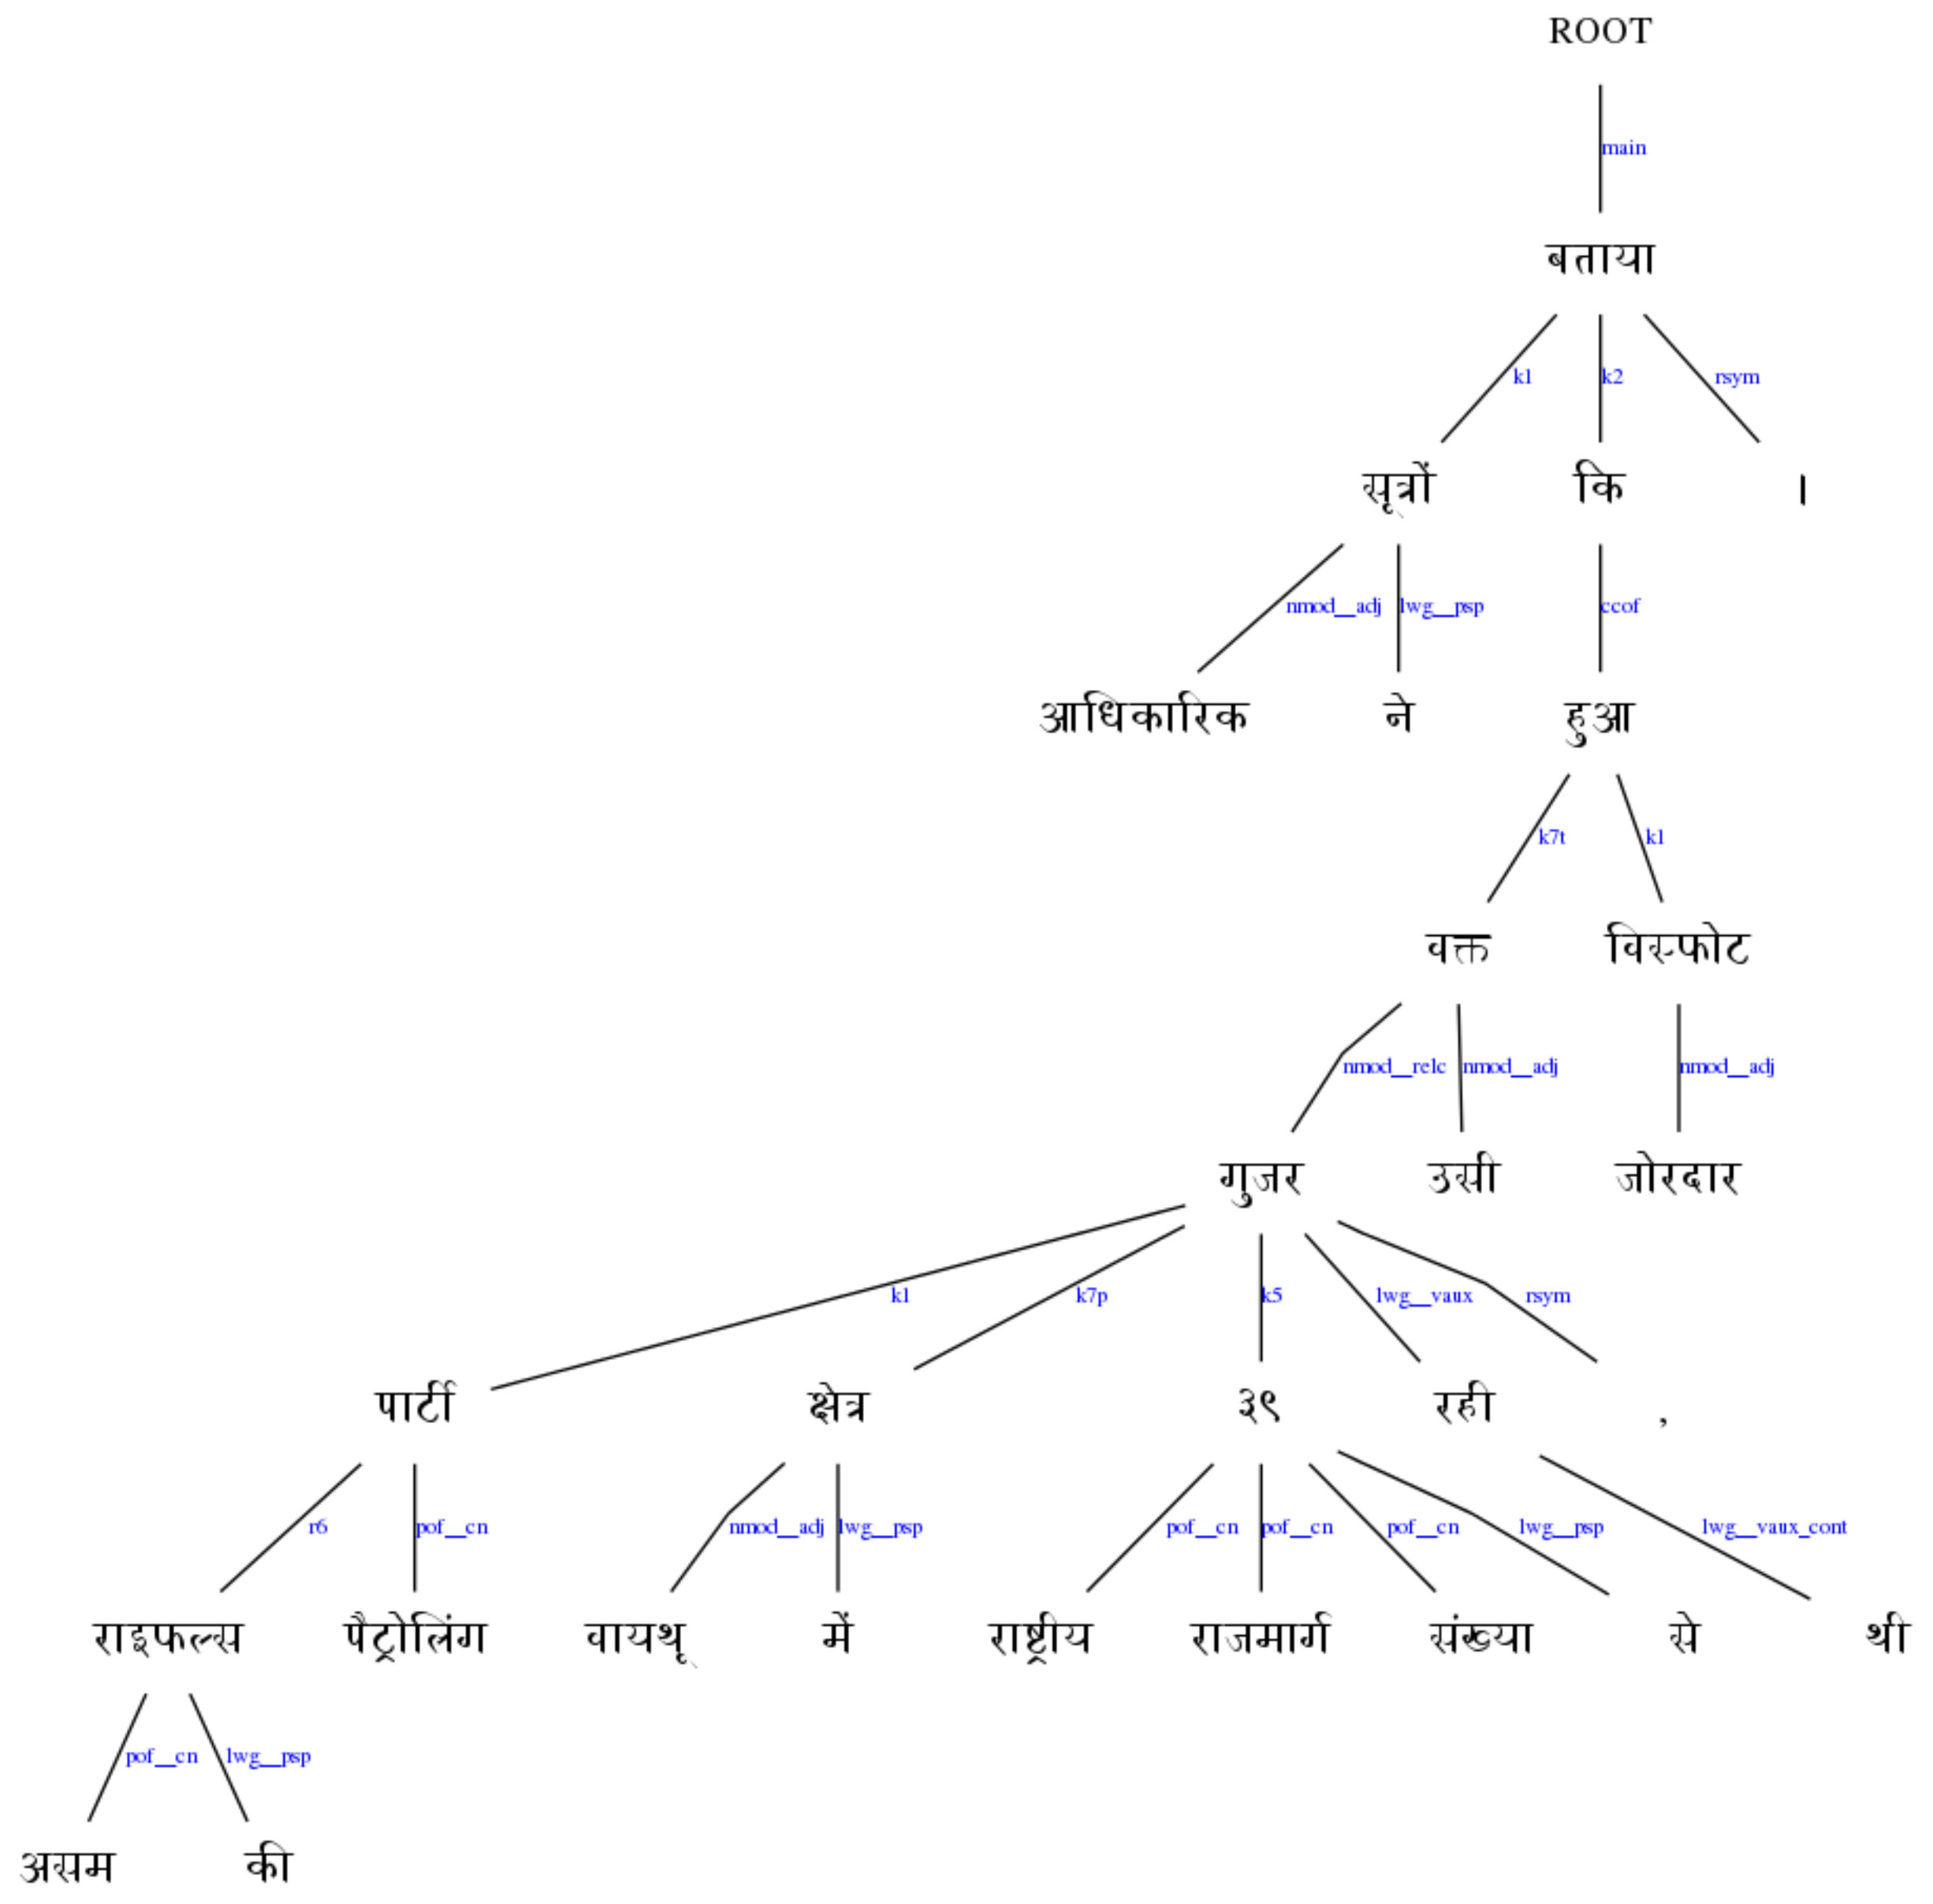 ROOT
main
बताया
k1 k2 rsym
सूत्रों कि ।
nmod__adj lwg__psp ccof
आधिकारिक ने हुआ
k7t k1
वक्त विस्फोट
nmod__relc nmod__adj nmod__adj
गुजर उसी जोरदार
k1 k7p k5 lwg__vaux rsym
पार्टी क्षेत्र ३९ रही ,
r6 pof__cn nmod__adj lwg__psp pof__cn pof__cn pof__cn lwg__psp lwg__vaux_cont
राइफल्स पैट्रोलिंग वायथू में राष्ट्रीय राजमार्ग संख्या से थी
pof__cn lwg__psp
असम की